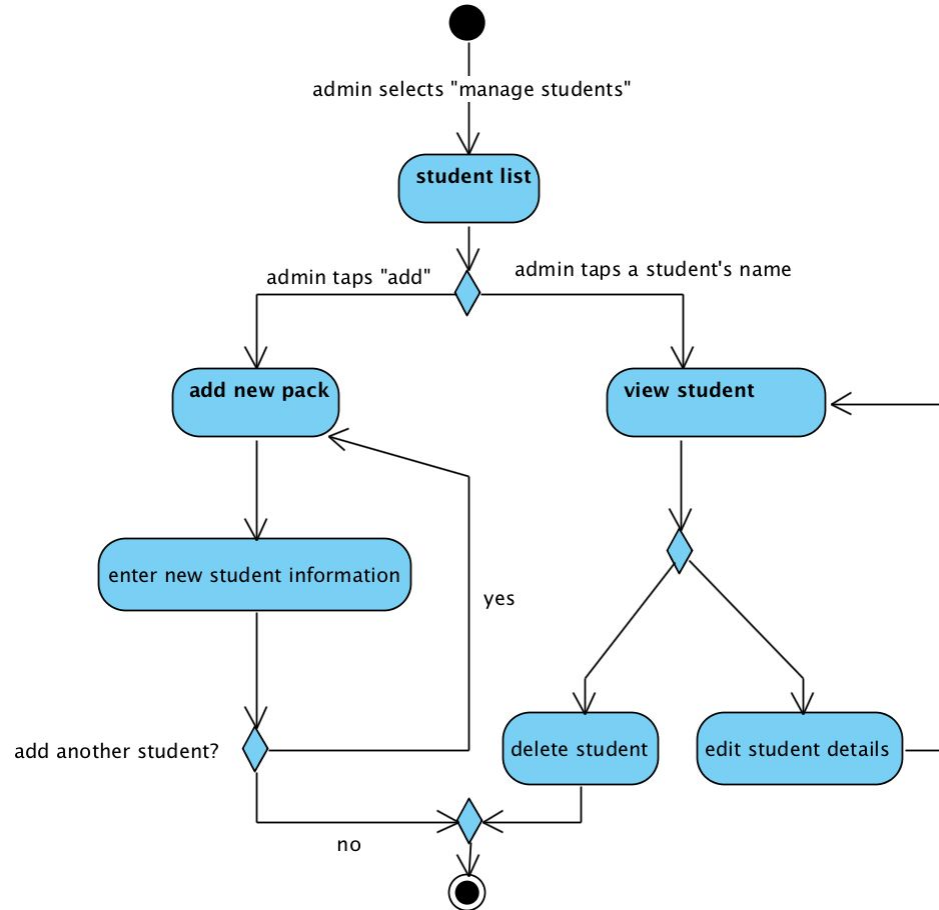 admin selects "manage students"
student list
admin taps "add"
admin taps a student's name
add new pack
view student
enter new student information
yes
add another student?
delete student
edit student details
no